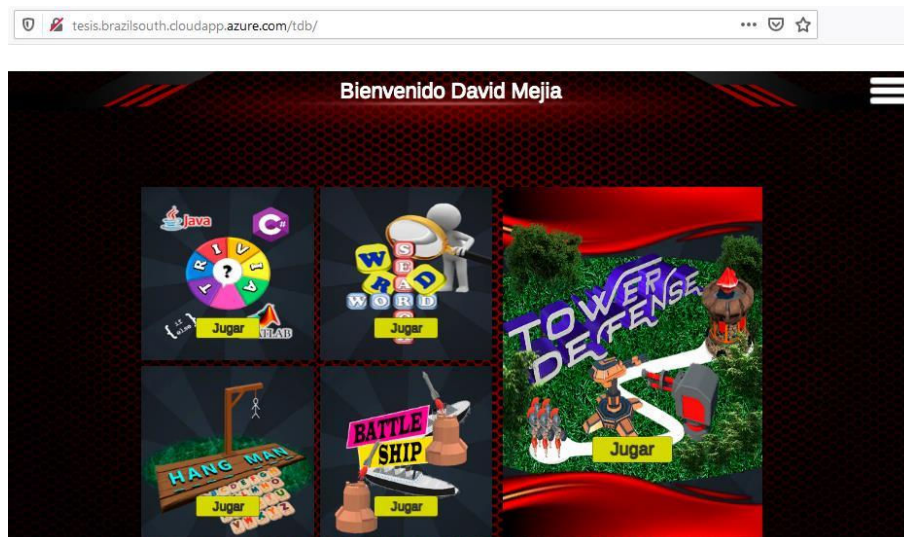 tesis.brazilsouth.cloudapp.azure.com/tdb/
Bienvenido David Mejia
Java
C#
TRIVIA
?
Jugar
WORD
SEARCH
WORD
Jugar
TOWER
DEFENSE
Jugar
HANG MAN
Jugar
BATTLE
SHIP
Jugar